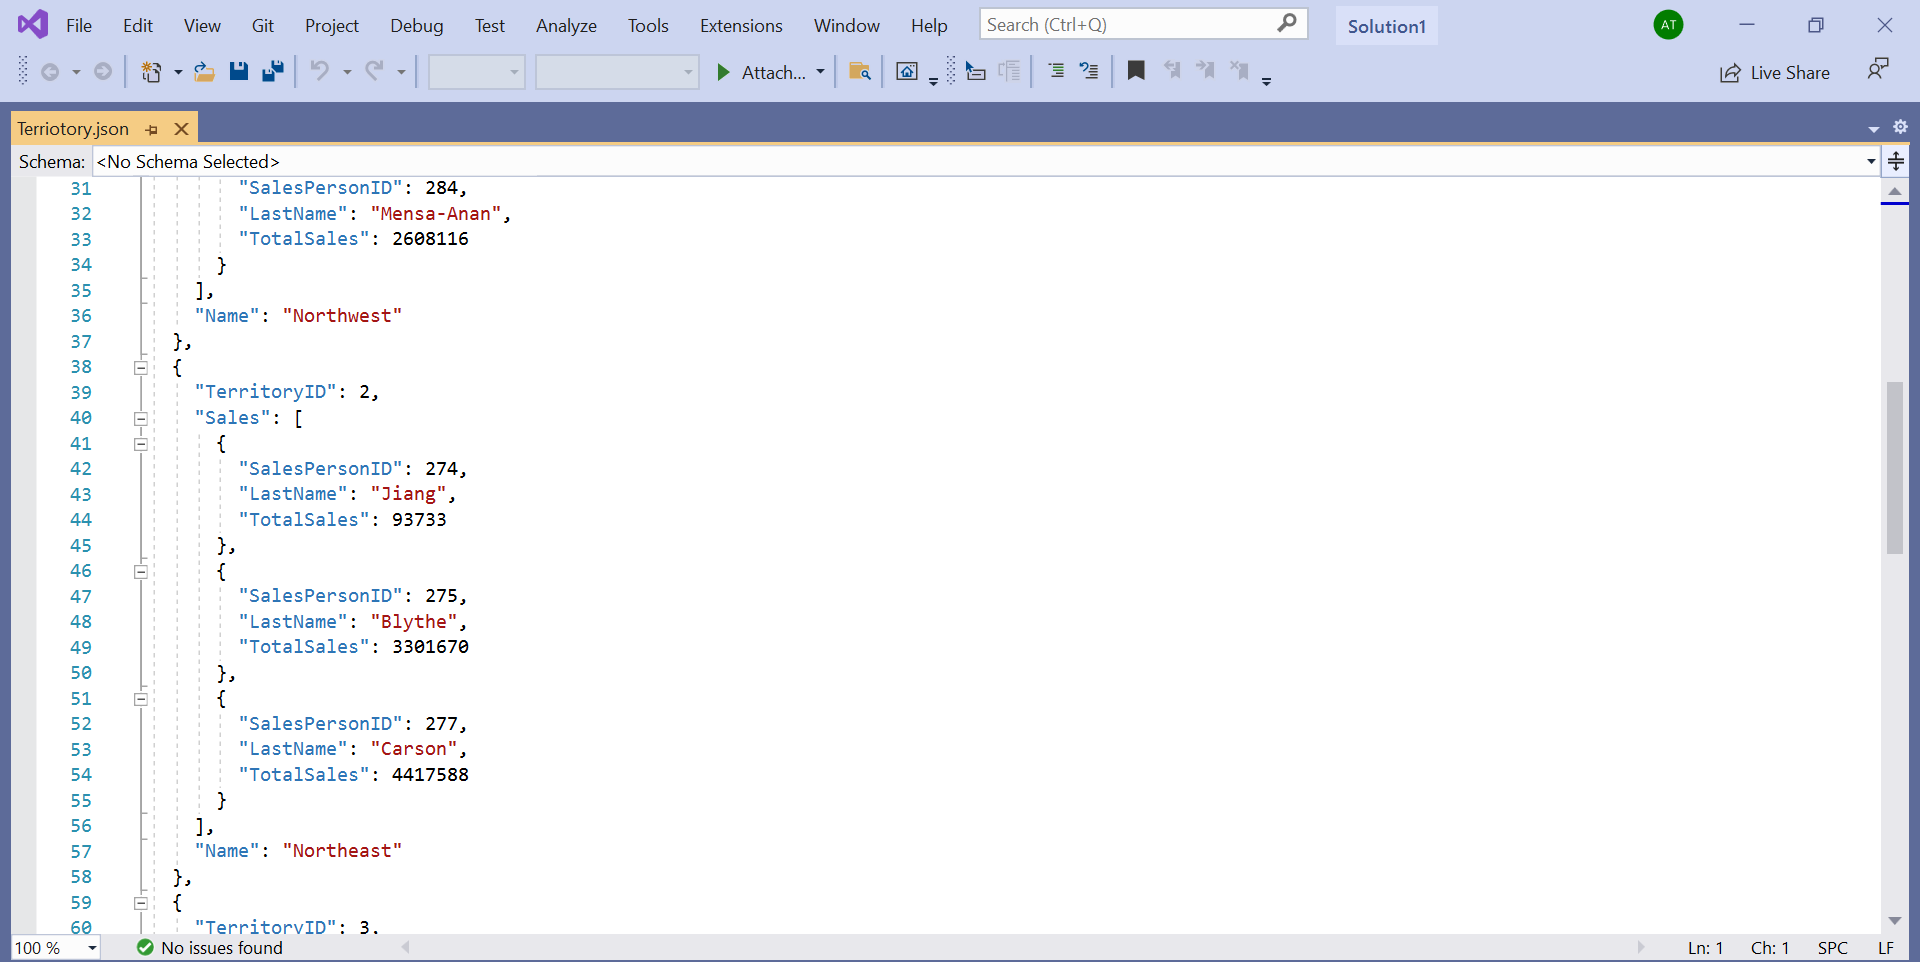 File Edit View Git Project Debug Test Analyze Tools Extensions Window Help Search (Ctrl+Q) Solution1 AT
Attach... Live Share
Terriotory.json
Schema: <No Schema Selected>
31 "SalesPersonID": 284,
32 "LastName": "Mensa-Anan",
33 "TotalSales": 2608116
34 }
35 ],
36 "Name": "Northwest"
37 },
38 {
39 "TerritoryID": 2,
40 "Sales": [
41 {
42 "SalesPersonID": 274,
43 "LastName": "Jiang",
44 "TotalSales": 93733
45 },
46 {
47 "SalesPersonID": 275,
48 "LastName": "Blythe",
49 "TotalSales": 3301670
50 },
51 {
52 "SalesPersonID": 277,
53 "LastName": "Carson",
54 "TotalSales": 4417588
55 }
56 ],
57 "Name": "Northeast"
58 },
59 {
60 "TerritoryID": 3,
100 % No issues found Ln: 1 Ch: 1 SPC LF